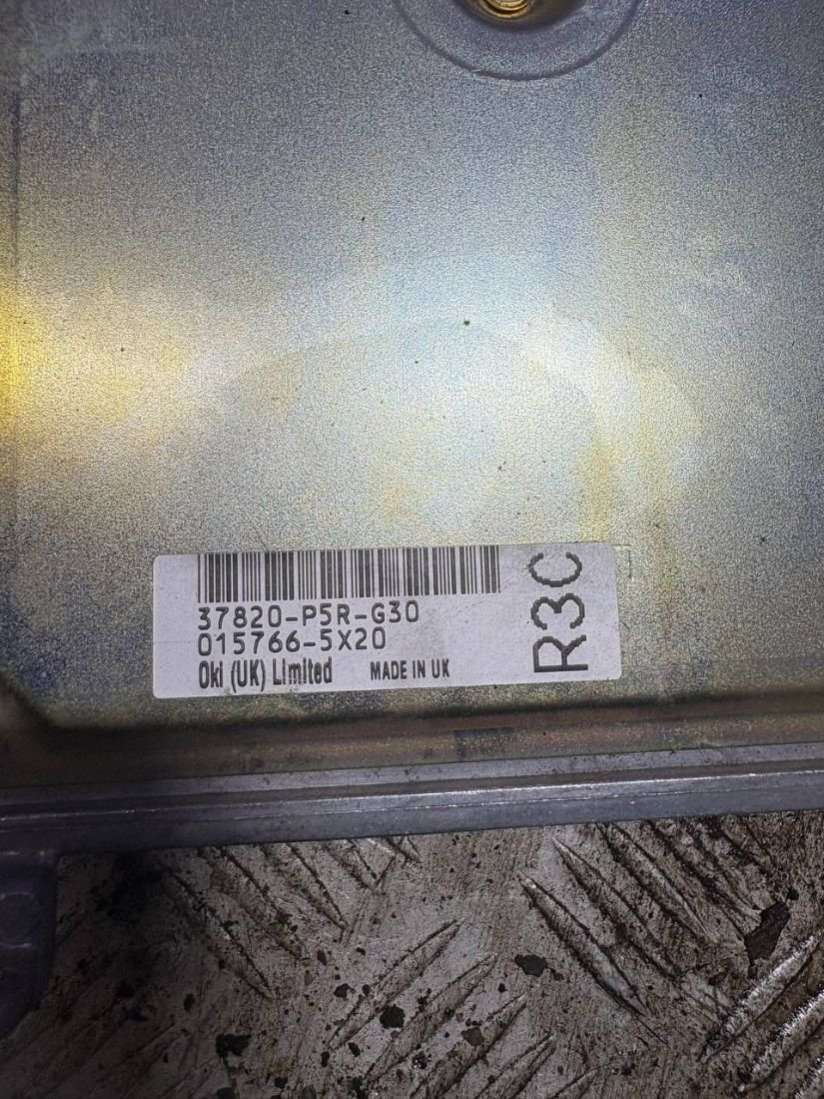 37820-P5R-G30
015766-5X20
Oki (UK) Limited MADE IN UK
R3C